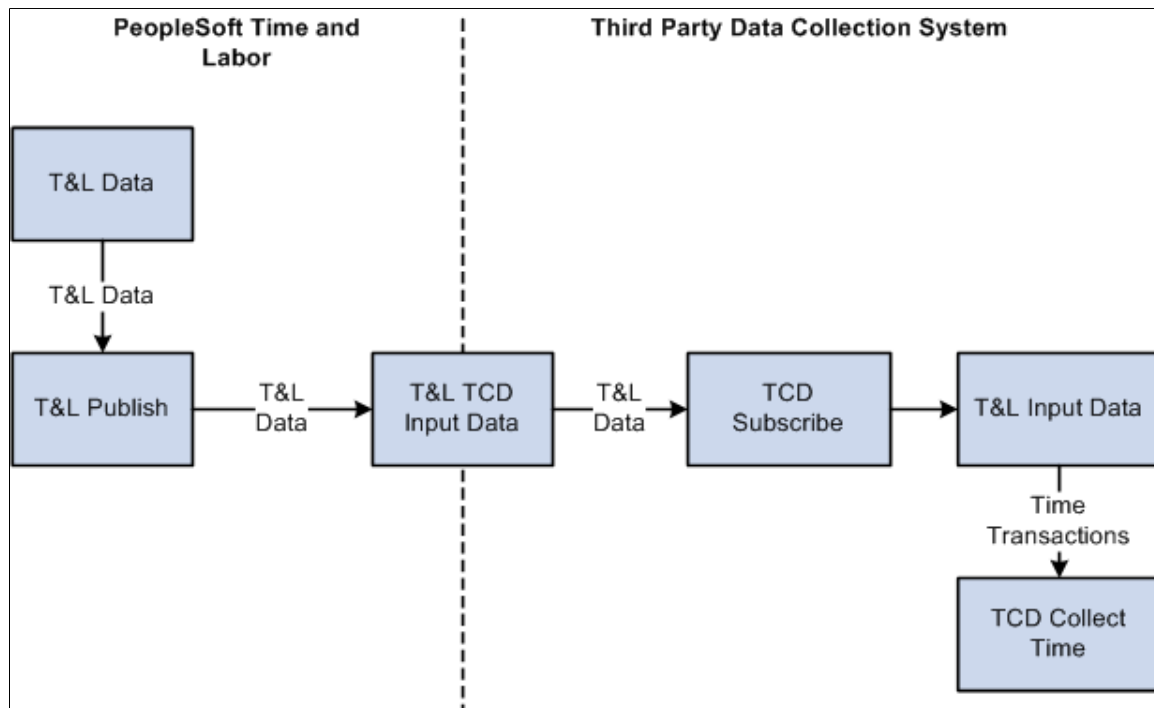 PeopleSoft Time and
Labor
Third Party Data Collection System
T&L Data
T&L Data
T&L Publish
T&L
Data
T&L TCD
Input Data
T&L
Data
TCD
Subscribe
T&L Input Data
Time
Transactions
TCD Collect
Time